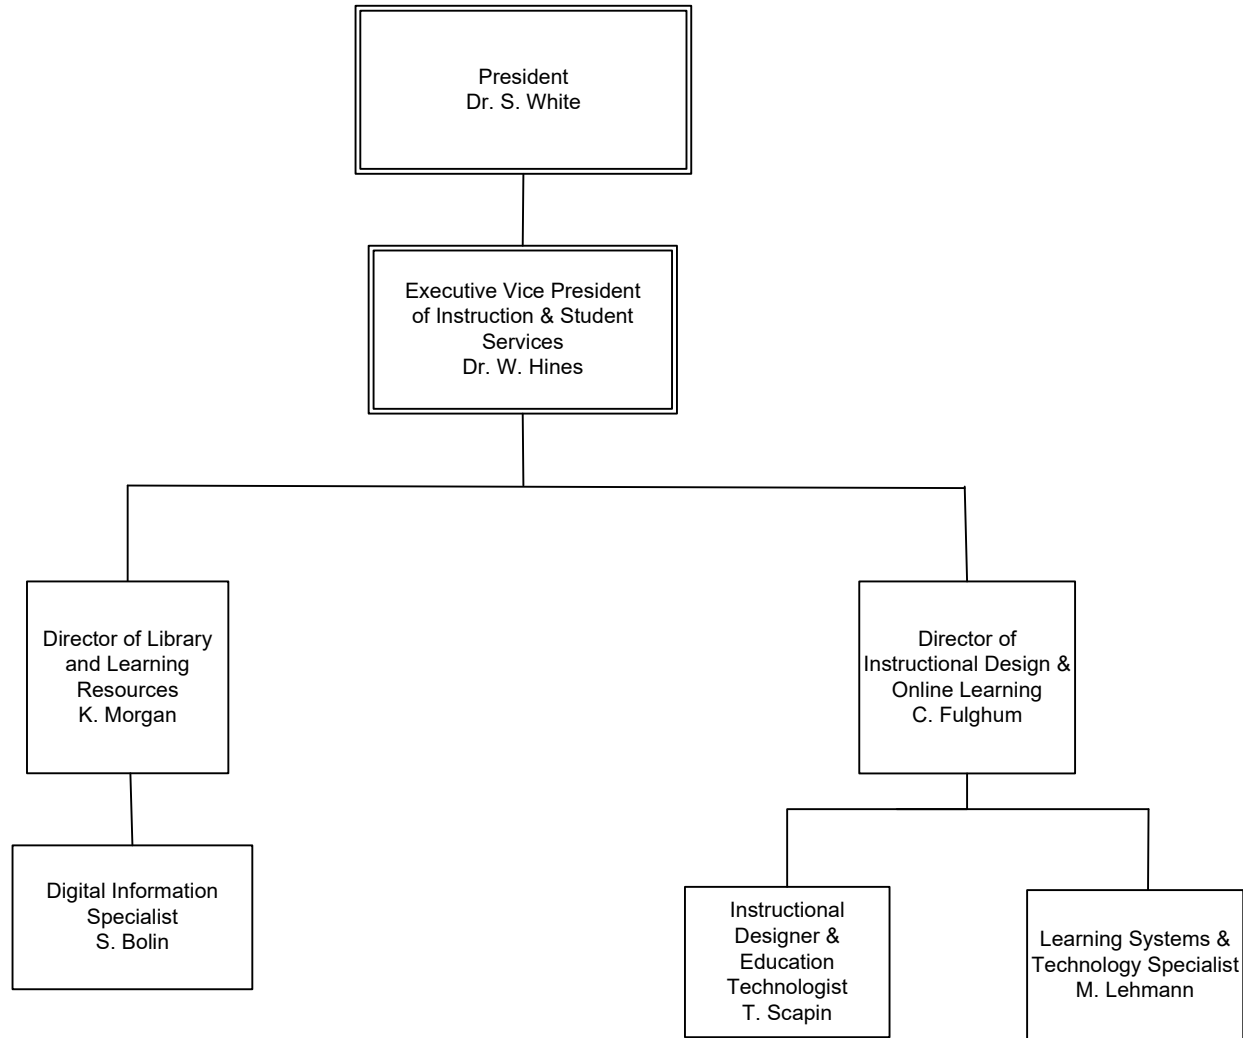 President
Dr. S. White
Executive Vice President
of Instruction & Student
Services
Dr. W. Hines
Director of Library
and Learning
Resources
K. Morgan
Director of
Instructional Design &
Online Learning
C. Fulghum
Digital Information
Specialist
S. Bolin
Instructional
Designer &
Education
Technologist
T. Scapin
Learning Systems &
Technology Specialist
M. Lehmann